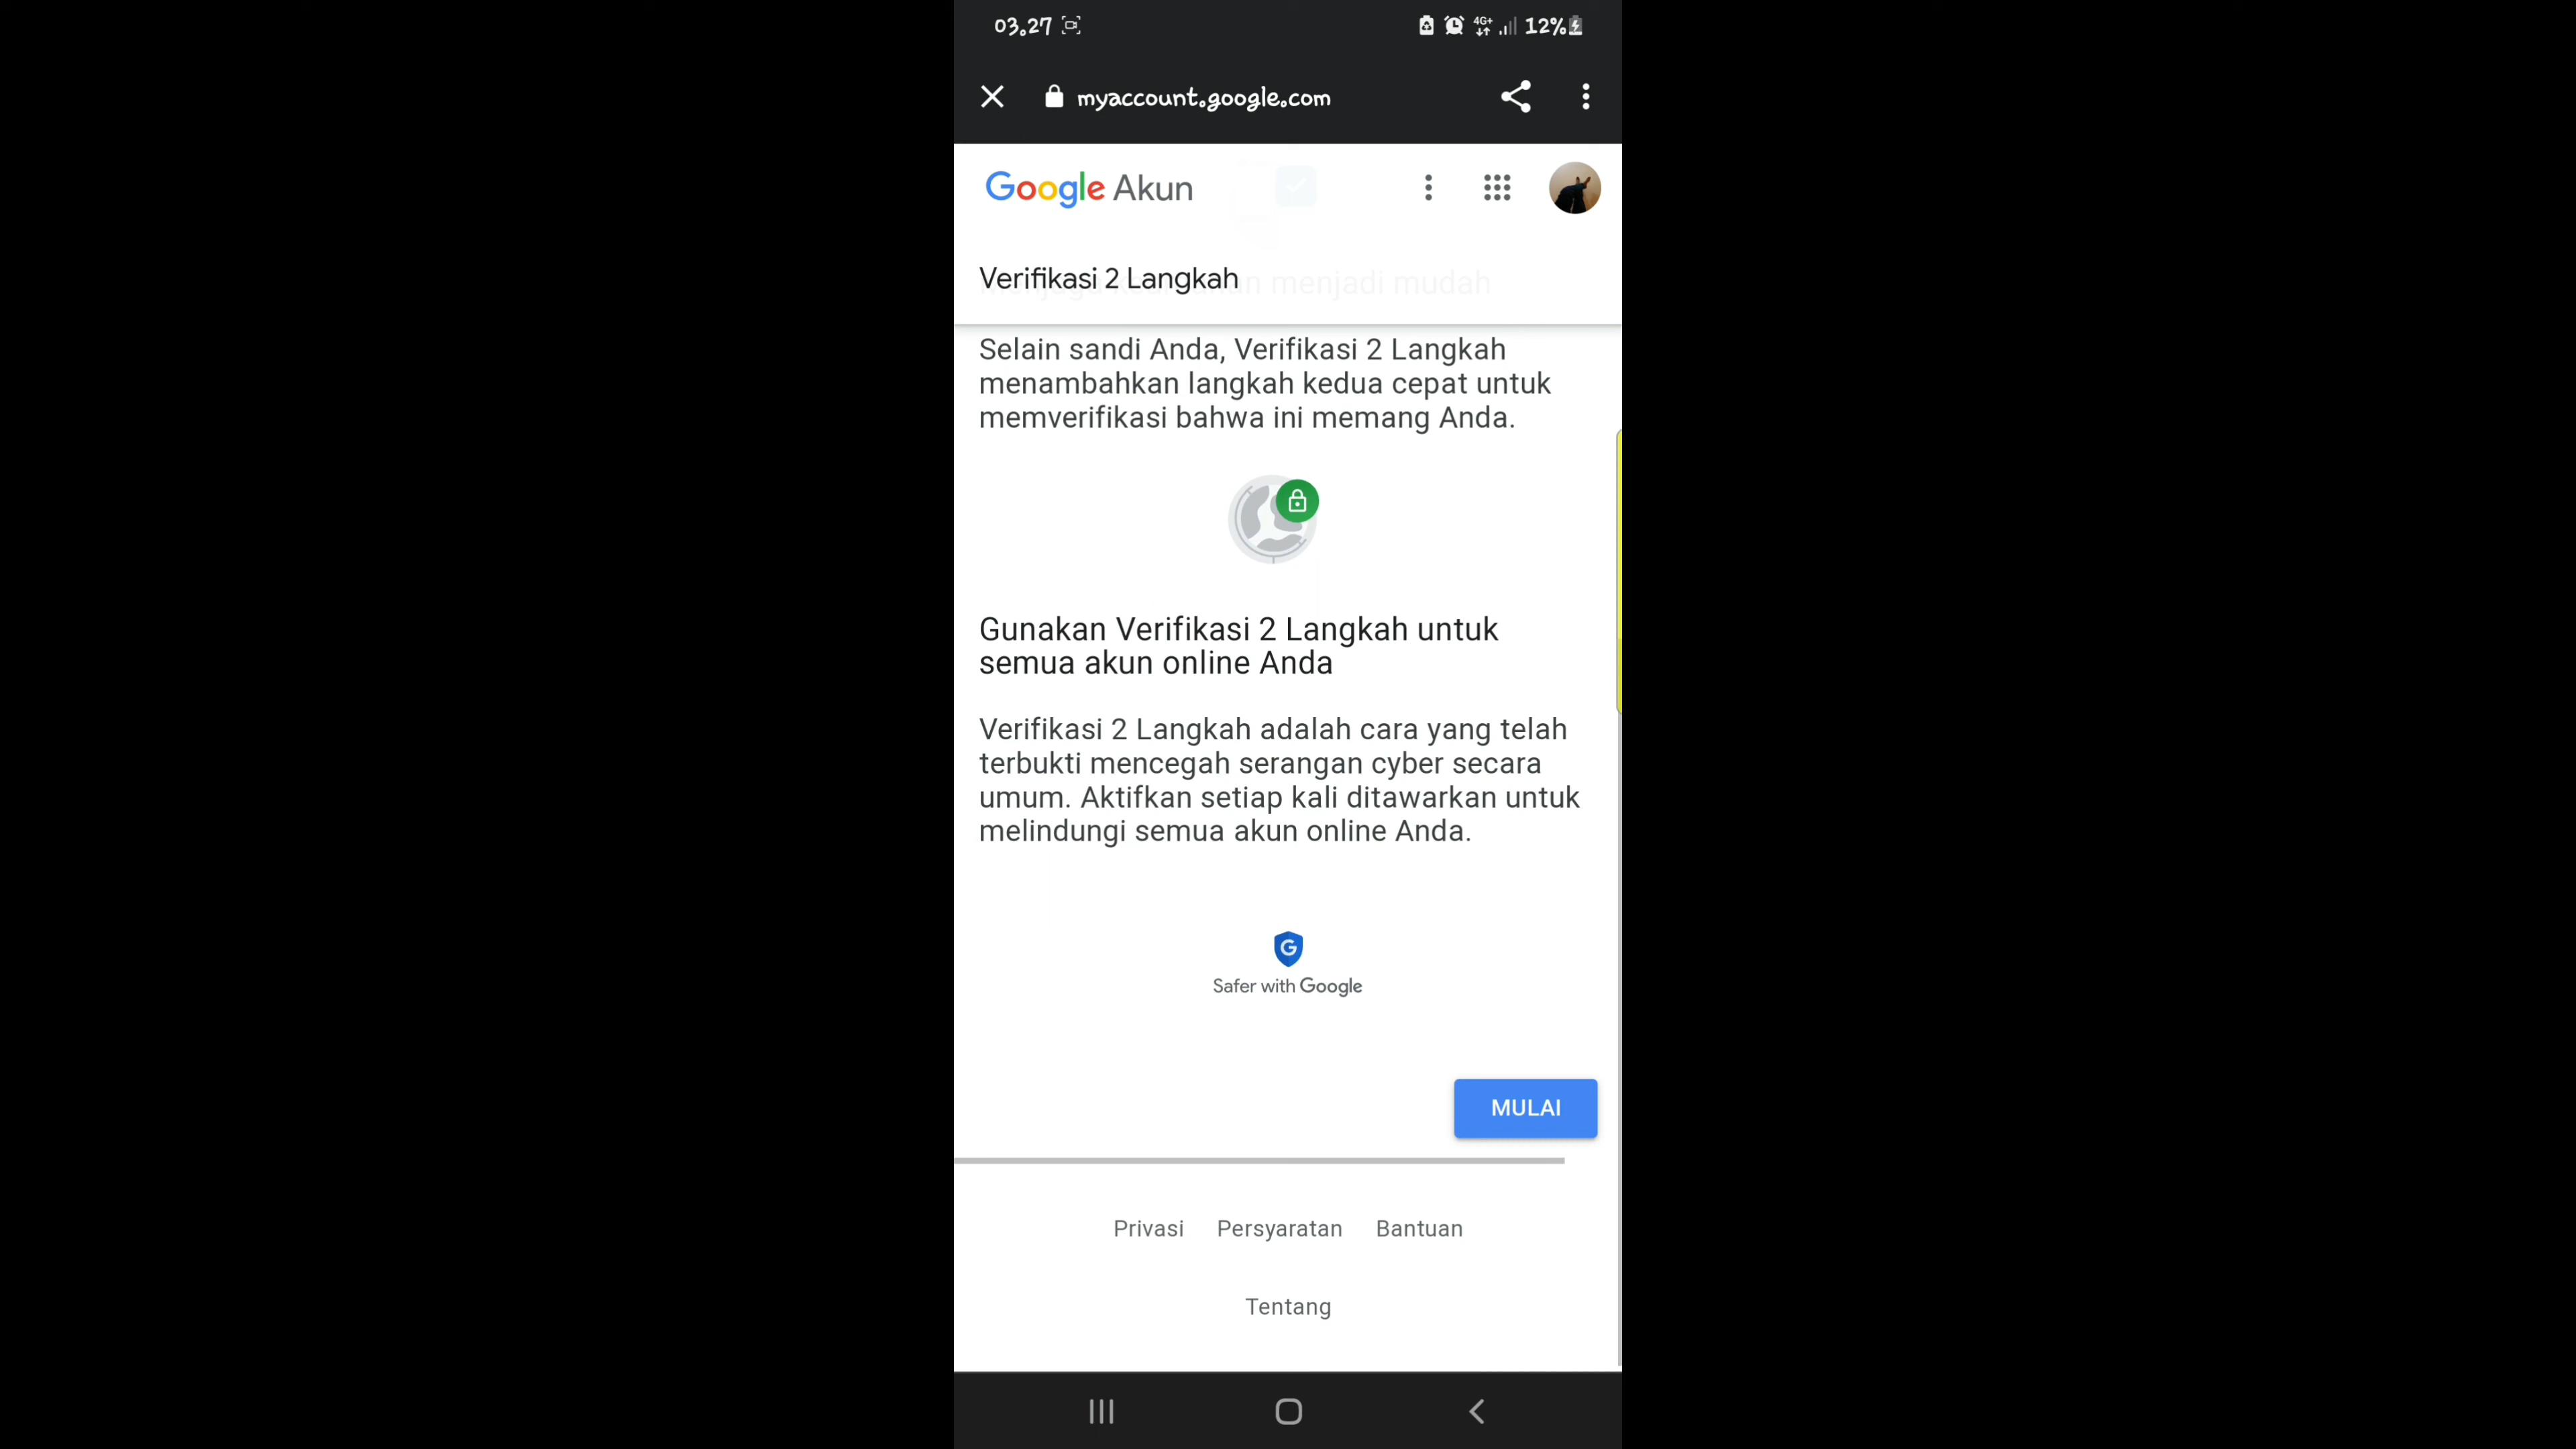 03.27
4G+
12%
myaccount.google.com
Google Akun
Verifikasi 2 Langkah
menjadi mudah
Selain sandi Anda, Verifikasi 2 Langkah
menambahkan langkah kedua cepat untuk
memverifikasi bahwa ini memang Anda.
Gunakan Verifikasi 2 Langkah untuk
semua akun online Anda
Verifikasi 2 Langkah adalah cara yang telah
terbukti mencegah serangan cyber secara
umum. Aktifkan setiap kali ditawarkan untuk
melindungi semua akun online Anda.
G
Safer with Google
MULAI
Privasi Persyaratan Bantuan
Tentang